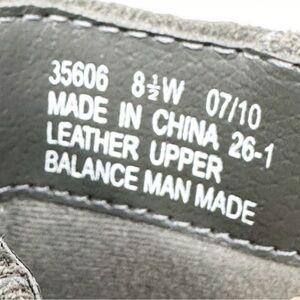 35606 8½W 07/10
MADE IN CHINA 26-1
LEATHER UPPER
BALANCE MAN MADE